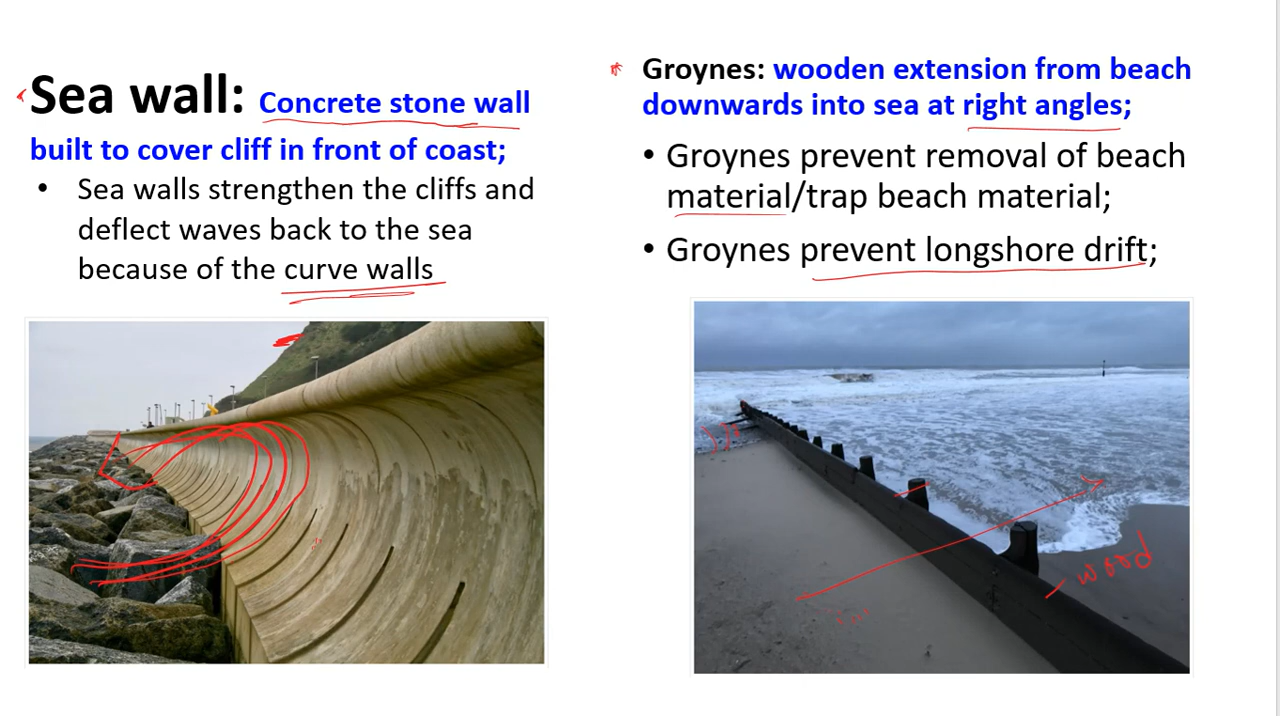 Sea wall: Concrete stone wall
built to cover cliff in front of coast;
• Sea walls strengthen the cliffs and
deflect waves back to the sea
because of the curve walls
Groynes: wooden extension from beach
downwards into sea at right angles;
• Groynes prevent removal of beach
material/trap beach material;
• Groynes prevent longshore drift;
wood